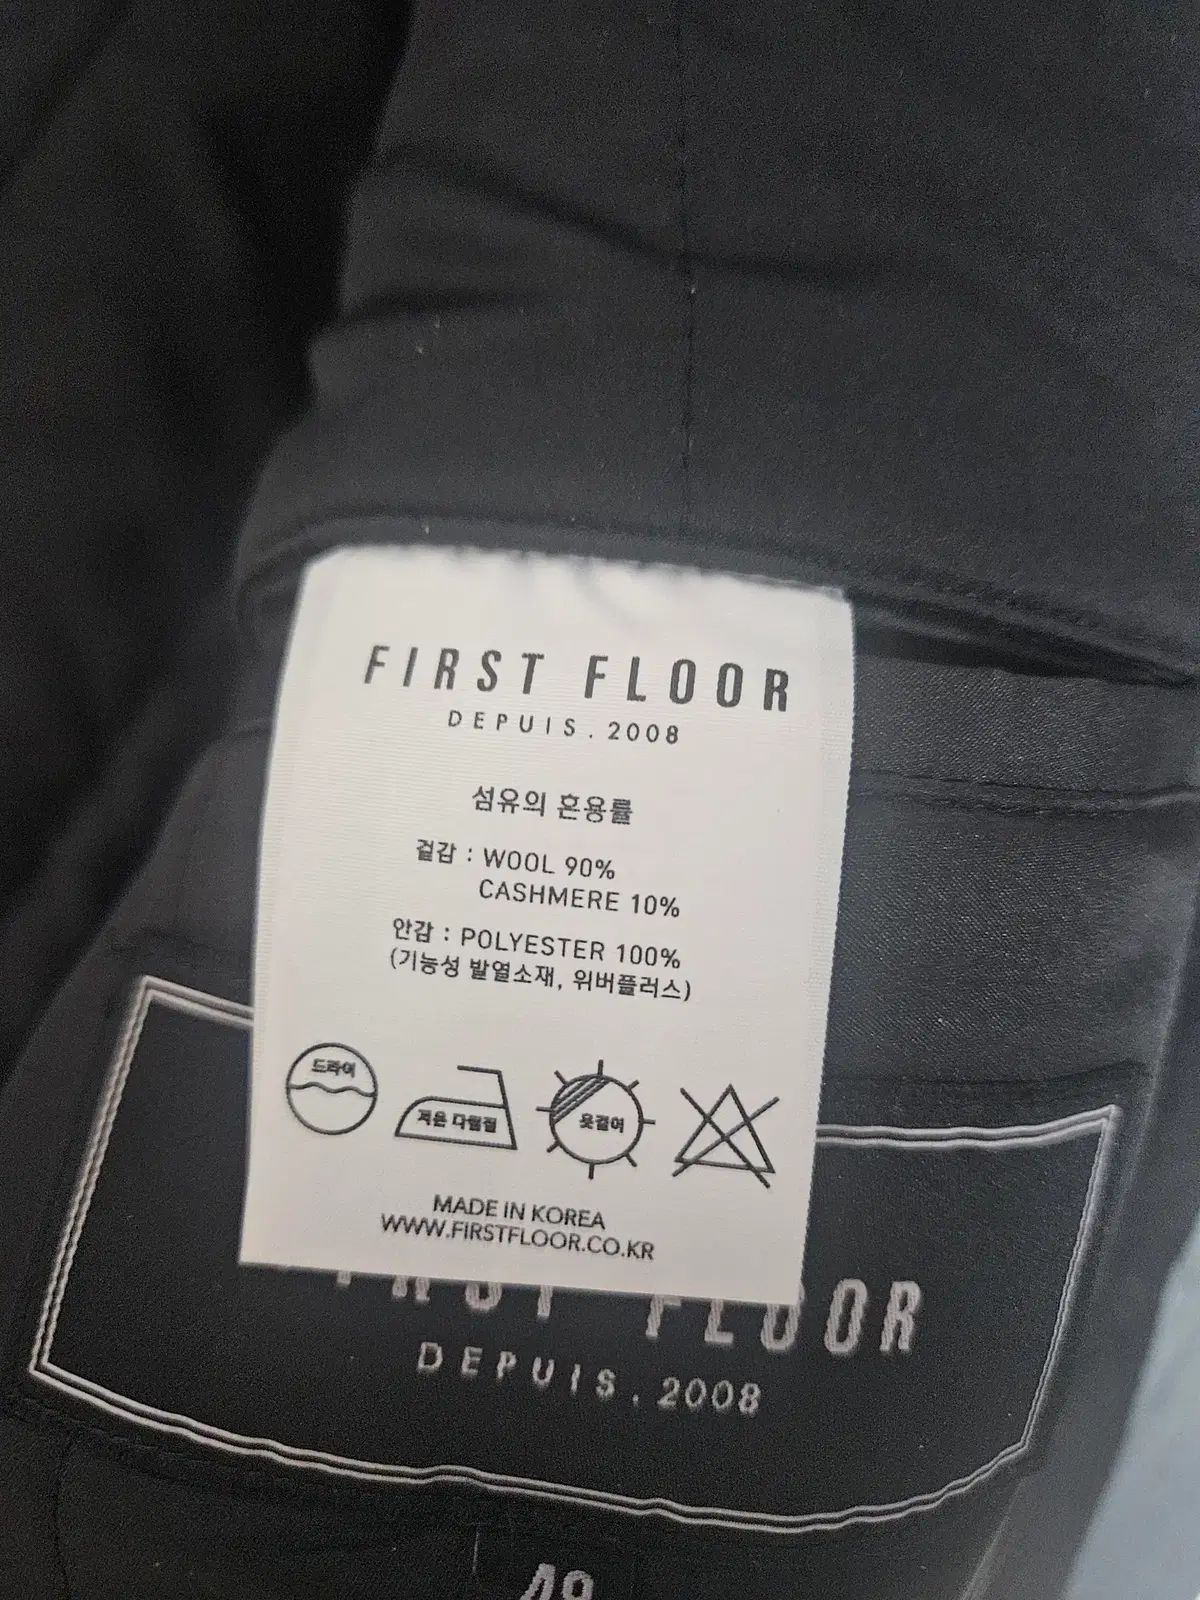 FIRST FLOOR
DEPUIS.2008
섬유의 혼용률
겉감 : WOOL 90%
CASHMERE 10%
안감 : POLYESTER 100%
(기능성 발열소재, 위버플러스)
드라이
옷걸이
MADE IN KOREA
WWW.FIRSTFLOOR.CO.KR
FIRST FLOOR
DEPUIS.2008